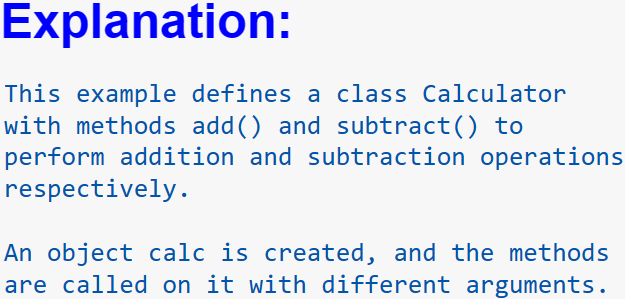 Explanation:
This example defines a class Calculator
with methods add() and subtract() to
perform addition and subtraction operations
respectively.
An object calc is created, and the methods
are called on it with different arguments.